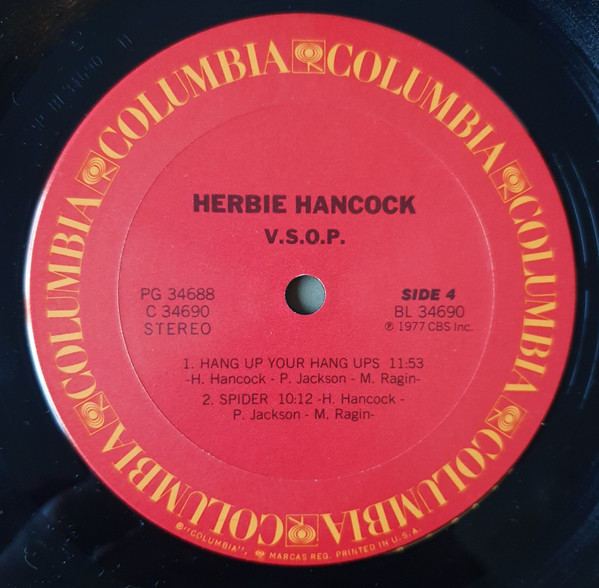 COLUMBIA COLUMBIA COLUMBIA COLUMBIA COLUMBIA COLUMBIA
HERBIE HANCOCK
V.S.O.P.
PG 34688
C 34690
STEREO
SIDE 4
BL 34690
℗ 1977 CBS Inc.
1. HANG UP YOUR HANG UPS 11:53
-H. Hancock - P. Jackson - M. Ragin-
2. SPIDER 10:12 -H. Hancock -
P. Jackson - M. Ragin-
®"COLUMBIA", MARCAS REG. PRINTED IN U.S.A.